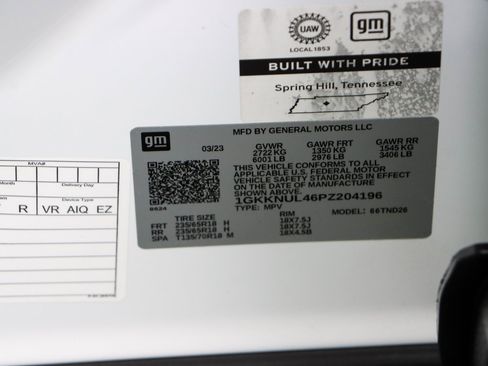 UAW
LOCAL 1853
gm
BUILT WITH PRIDE
Spring Hill, Tennessee
gm
MFD BY GENERAL MOTORS LLC
03/23
GVWR GAWR FRT GAWR RR
2722 KG 1350 KG 1545 KG
6001 LB 2976 LB 3406 LB
THIS VEHICLE CONFORMS TO ALL
APPLICABLE U.S. FEDERAL MOTOR
VEHICLE SAFETY STANDARDS IN EFFECT
ON THE DATE OF MANUFACTURE SHOWN ABOVE.
1GKKNUL46PZ204196
TYPE: MPV MODEL: 66TND26
8624
TIRE SIZE RIM
FRT 235/65R18 H 18X7.5J
RR 235/65R18 H 18X7.5J
SPA T135/70R18 M 18X4.5B
MVA#
Month Delivery Day
Device Type
R VR AIQ EZ